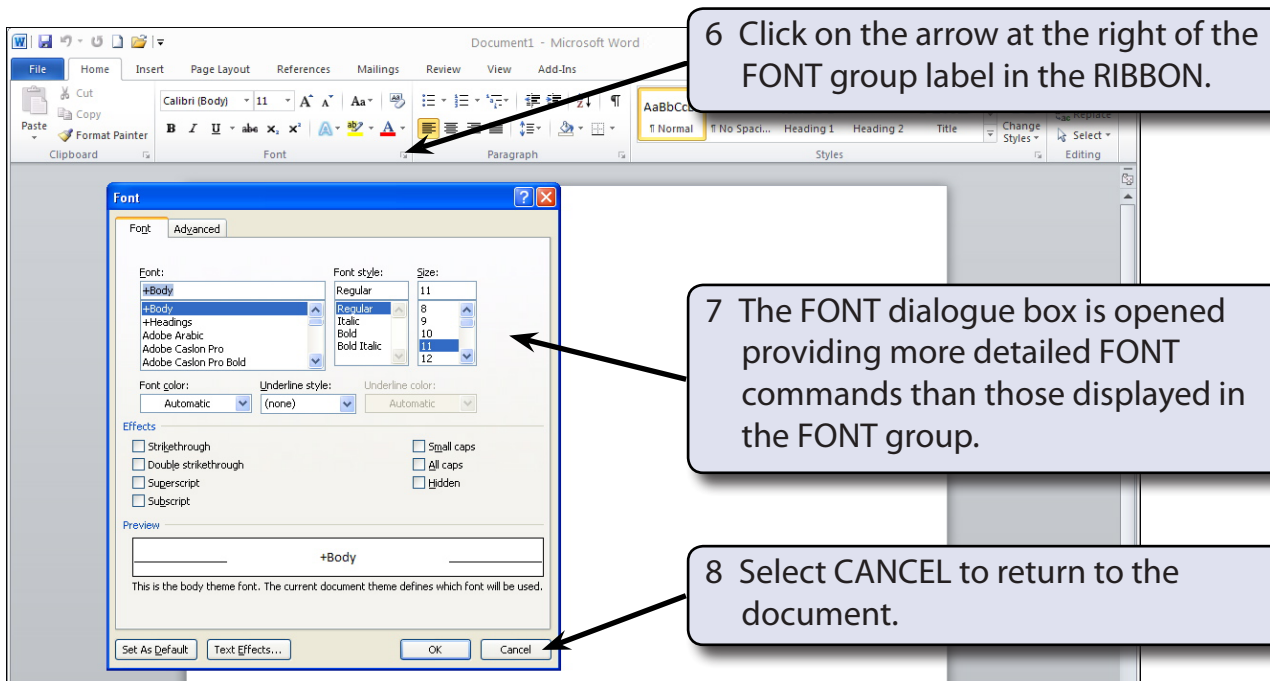 Document1 - Microsoft Word
File Home Insert Page Layout References Mailings Review View Add-Ins
6 Click on the arrow at the right of the
FONT group label in the RIBBON.
Cut
Copy
Paste
Format Painter
Calibri (Body) 11
Aa
B I U abc x₂ x² A ab A
AaBbCcD
¶ Normal ¶ No Spaci... Heading 1 Heading 2 Title
Change
Styles
Replace
Select
Clipboard Font Paragraph Styles Editing
Font
Font Advanced
Font: Font style: Size:
+Body Regular 11
+Body Regular 8
+Headings Italic 9
Adobe Arabic Bold 10
Adobe Caslon Pro Bold Italic 11
Adobe Caslon Pro Bold 12
Font color: Underline style: Underline color:
Automatic (none) Automatic
Effects
Strikethrough Small caps
Double strikethrough All caps
Superscript Hidden
Subscript
Preview
+Body
This is the body theme font. The current document theme defines which font will be used.
Set As Default Text Effects... OK Cancel
7 The FONT dialogue box is opened
providing more detailed FONT
commands than those displayed in
the FONT group.
8 Select CANCEL to return to the
document.